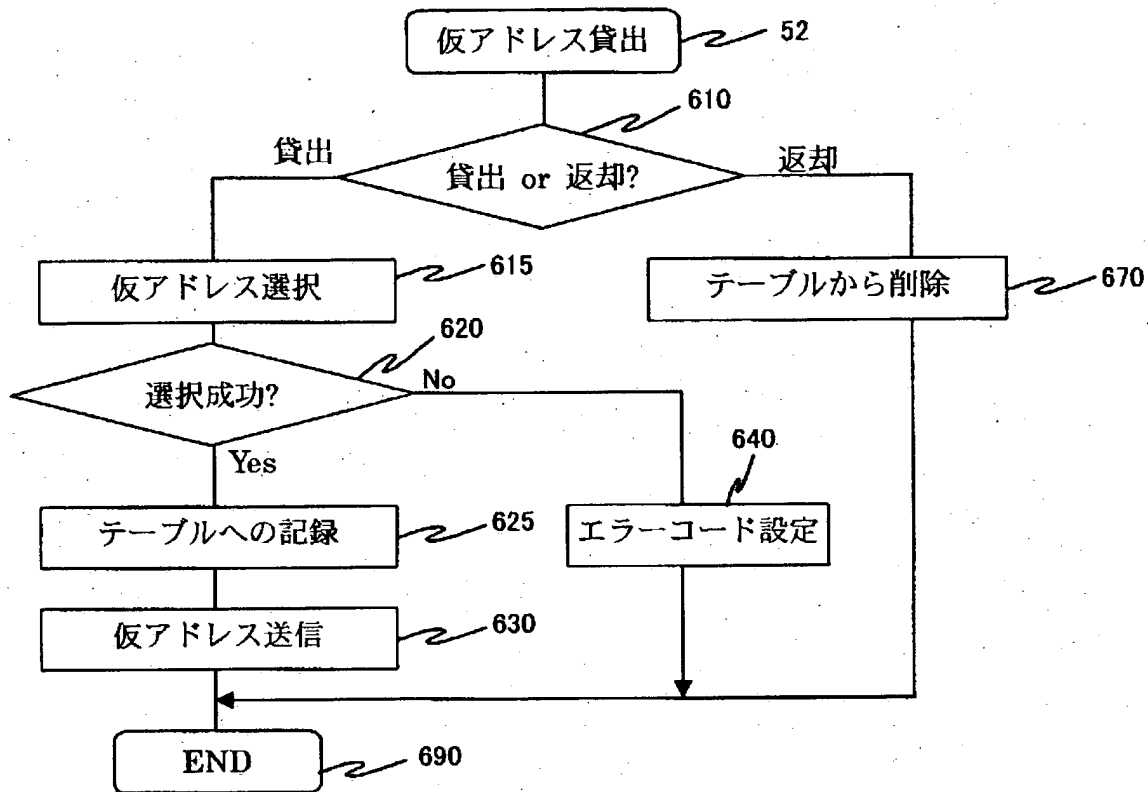 仮アドレス貸出
52
610
貸出
貸出 or 返却?
返却
仮アドレス選択
615
テーブルから削除
670
620
選択成功?
No
Yes
640
テーブルへの記録
625
エラーコード設定
仮アドレス送信
630
END
690